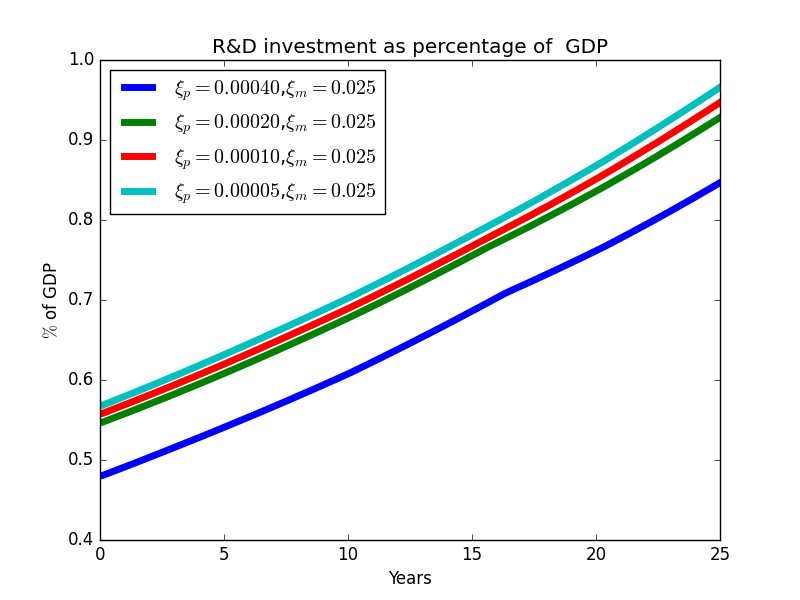 R&D investment as percentage of GDP
ξp = 0.00040,ξm = 0.025
ξp = 0.00020,ξm = 0.025
ξp = 0.00010,ξm = 0.025
ξp = 0.00005,ξm = 0.025
1.0
0.9
0.8
0.7
0.6
0.5
0.4
% of GDP
0 5 10 15 20 25
Years